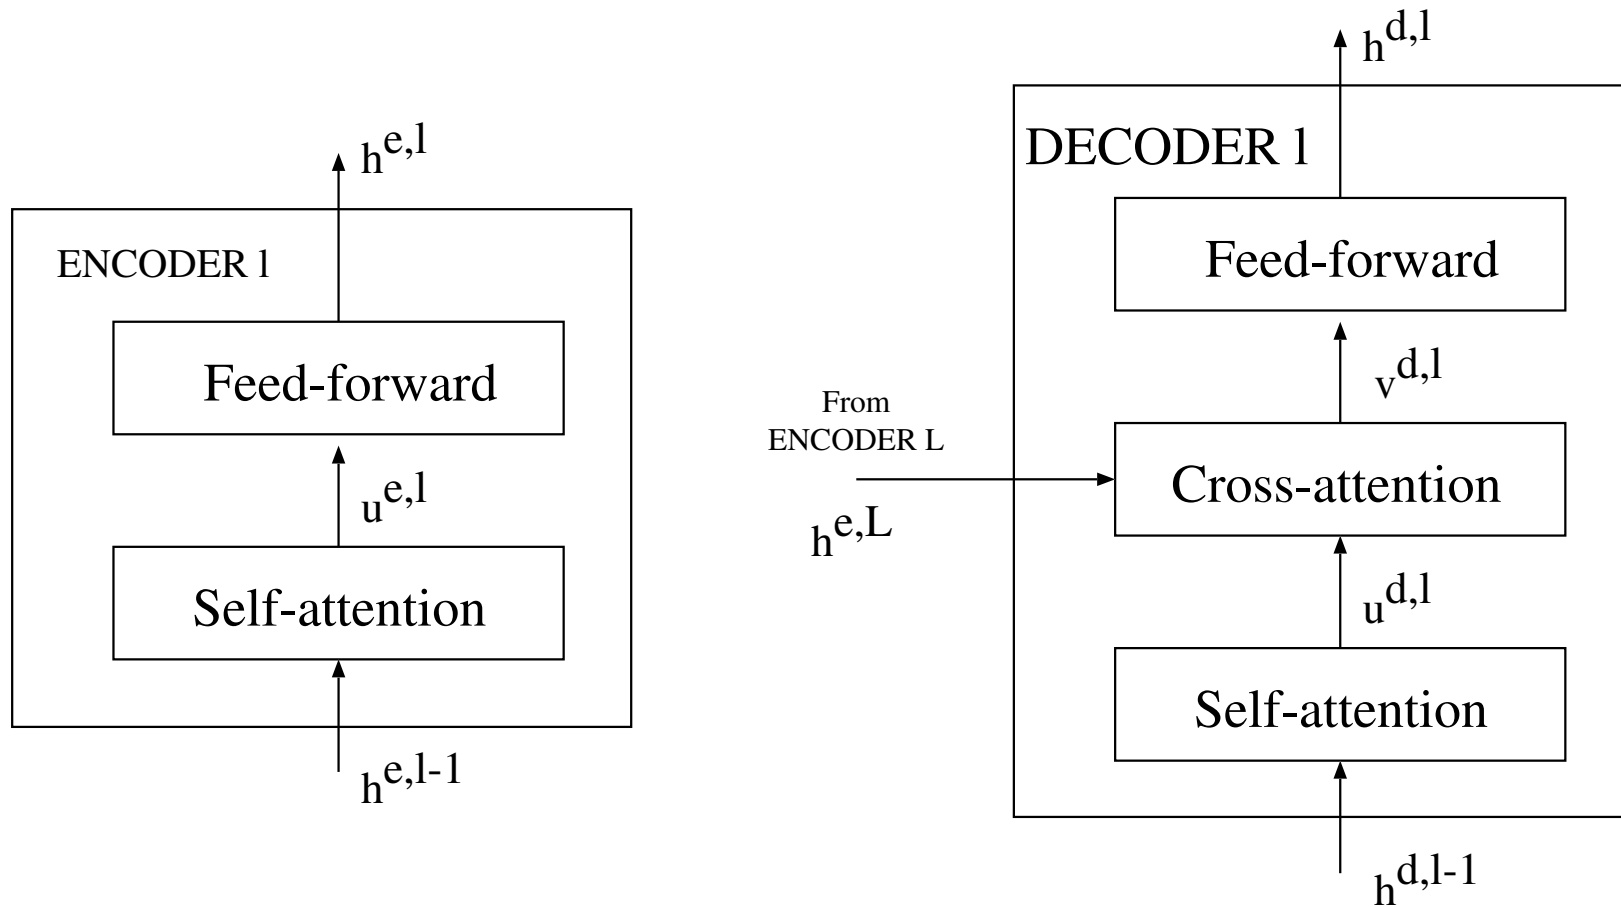 h^{e,l}
ENCODER l
Feed-forward
u^{e,l}
Self-attention
h^{e,l-1}
h^{d,l}
DECODER l
Feed-forward
v^{d,l}
From
ENCODER L
h^{e,L}
Cross-attention
u^{d,l}
Self-attention
h^{d,l-1}